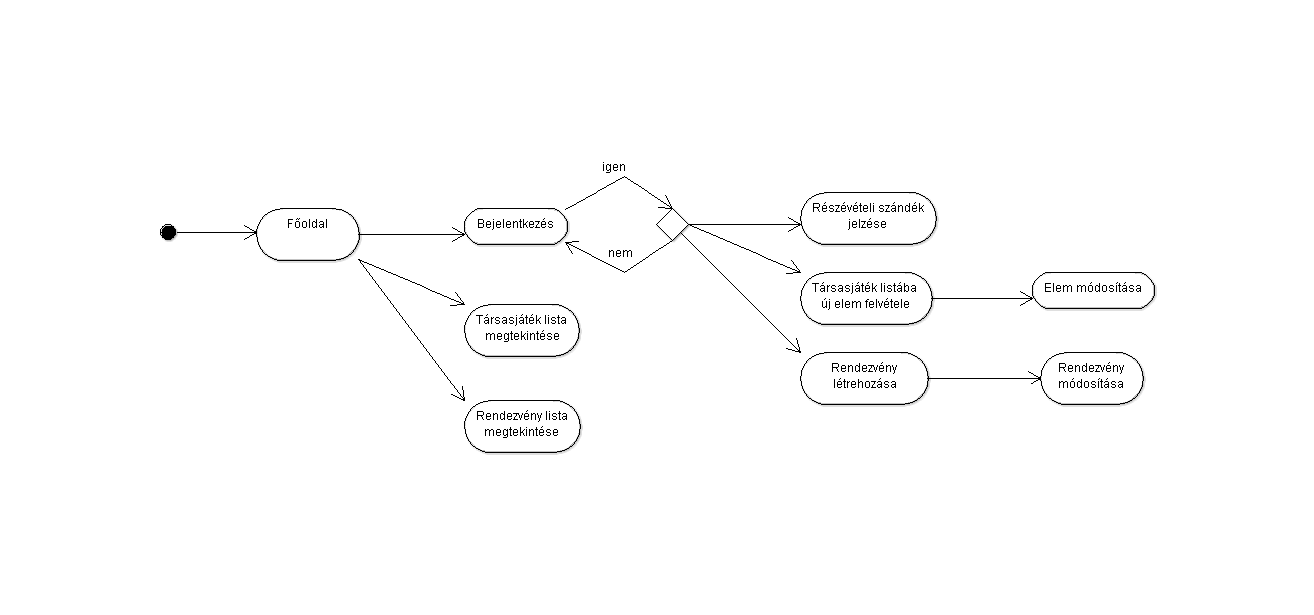 igen
Főoldal
Bejelentkezés
nem
Részévételi szándék
jelzése
Társasjáték listába
új elem felvétele
Elem módosítása
Társasjáték lista
megtekintése
Rendezvény
létrehozása
Rendezvény
módosítása
Rendezvény lista
megtekintése